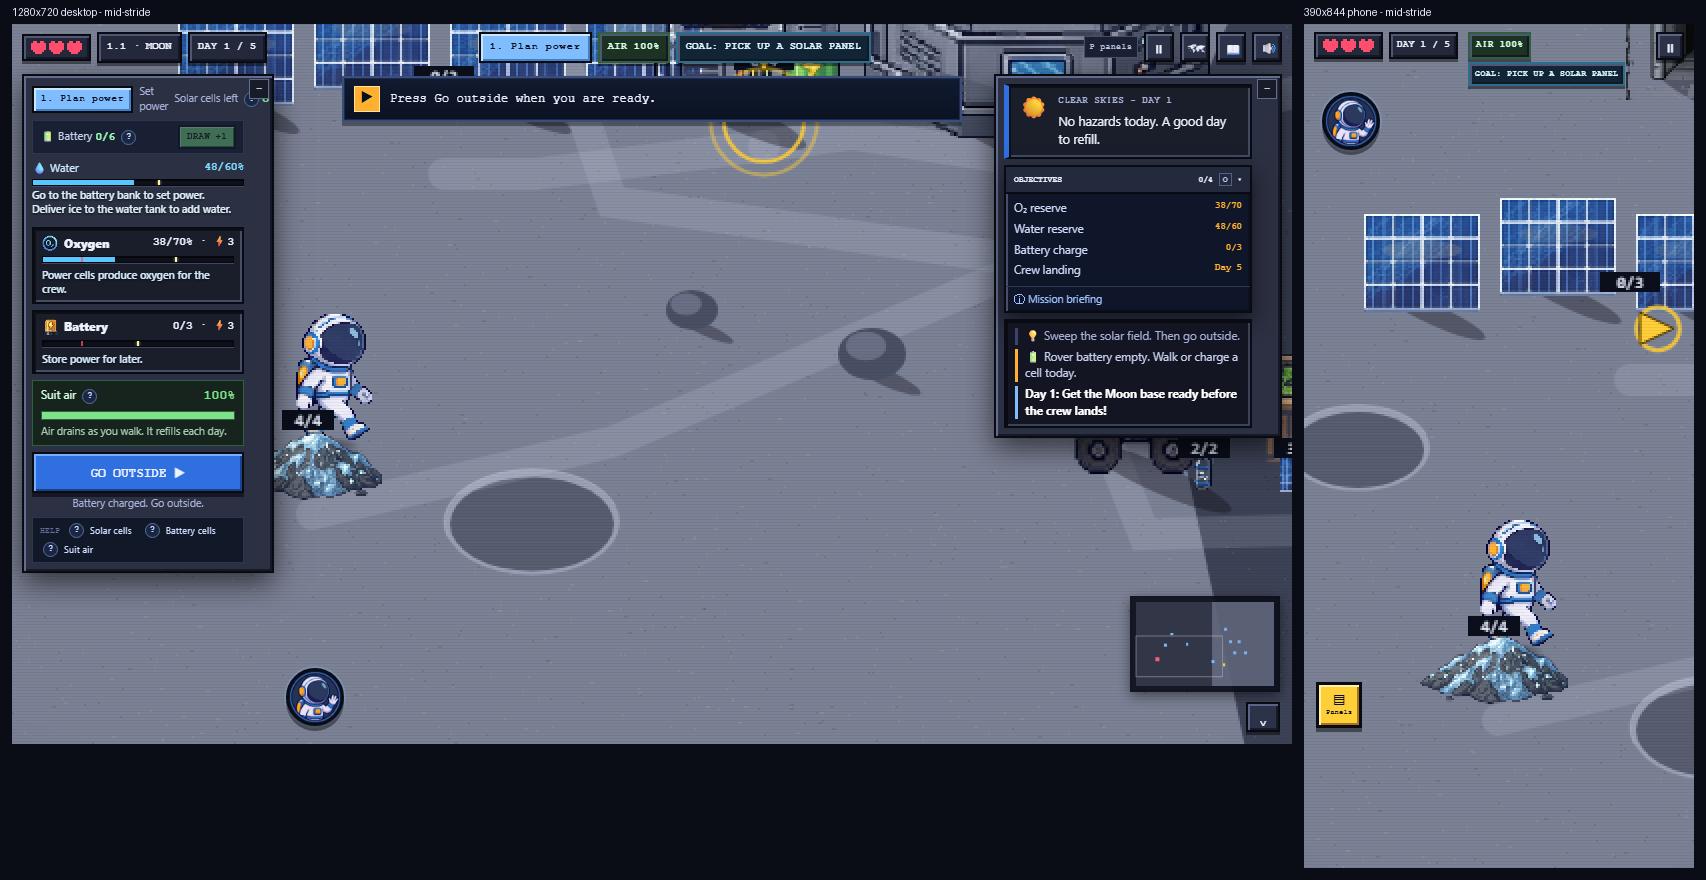 1280x720 desktop - mid-stride
1.1 - MOON
DAY 1 / 5
1. Plan power
AIR 100%
GOAL: PICK UP A SOLAR PANEL
P panels
1. Plan power
Set power
Solar cells left
Battery 0/6 ?
DRAW +1
Water 48/60%
Go to the battery bank to set power.
Deliver ice to the water tank to add water.
Oxygen 38/70% · 3
Power cells produce oxygen for the
crew.
Battery 0/3 · 3
Store power for later.
Suit air ? 100%
Air drains as you walk. It refills each day.
GO OUTSIDE
Battery charged. Go outside.
HELP ? Solar cells ? Battery cells
? Suit air
Press Go outside when you are ready.
CLEAR SKIES - DAY 1
No hazards today. A good day
to refill.
OBJECTIVES 0/4 O
O₂ reserve 38/70
Water reserve 48/60
Battery charge 0/3
Crew landing Day 5
Mission briefing
Sweep the solar field. Then go outside.
Rover battery empty. Walk or charge a
cell today.
Day 1: Get the Moon base ready before
the crew lands!
4/4
2/2
v
390x844 phone - mid-stride
DAY 1 / 5
AIR 100%
GOAL: PICK UP A SOLAR PANEL
0/3
4/4
Panels